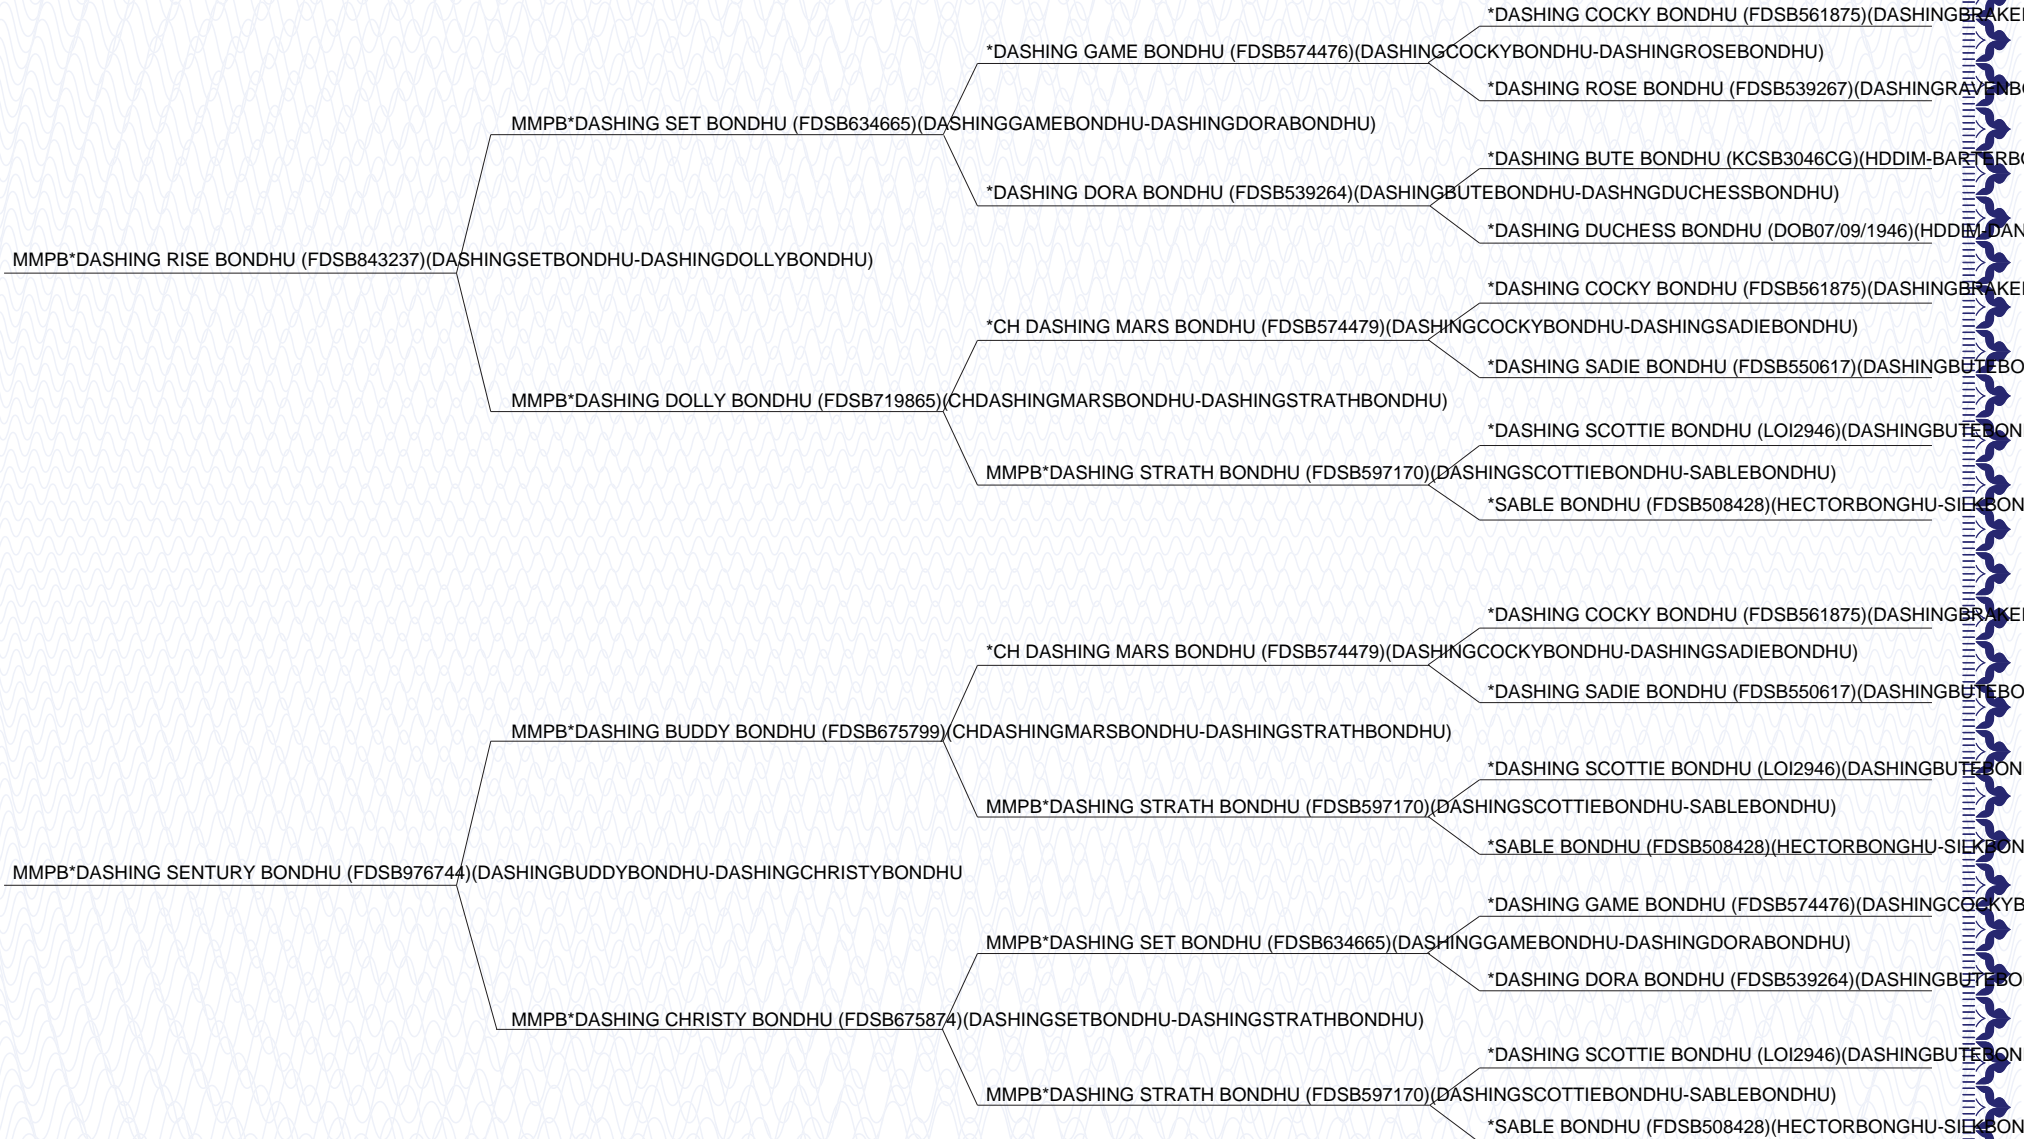 *DASHING COCKY BONDHU (FDSB561875)(DASHINGBRAKE
*DASHING GAME BONDHU (FDSB574476)(DASHINGCOCKYBONDHU-DASHINGROSEBONDHU)
*DASHING ROSE BONDHU (FDSB539267)(DASHINGRAVENB
MMPB*DASHING SET BONDHU (FDSB634665)(DASHINGGAMEBONDHU-DASHINGDORABONDHU)
*DASHING BUTE BONDHU (KCSB3046CG)(HDDIM-BARTERB
*DASHING DORA BONDHU (FDSB539264)(DASHINGBUTEBONDHU-DASHNGDUCHESSBONDHU)
*DASHING DUCHESS BONDHU (DOB07/09/1946)(HDDIM-DAN
MMPB*DASHING RISE BONDHU (FDSB843237)(DASHINGSETBONDHU-DASHINGDOLLYBONDHU)
*DASHING COCKY BONDHU (FDSB561875)(DASHINGBRAKE
*CH DASHING MARS BONDHU (FDSB574479)(DASHINGCOCKYBONDHU-DASHINGSADIEBONDHU)
*DASHING SADIE BONDHU (FDSB550617)(DASHINGBUTEBO
MMPB*DASHING DOLLY BONDHU (FDSB719865)(CHDASHINGMARSBONDHU-DASHINGSTRATHBONDHU)
*DASHING SCOTTIE BONDHU (LOI2946)(DASHINGBUTEBON
MMPB*DASHING STRATH BONDHU (FDSB597170)(DASHINGSCOTTIEBONDHU-SABLEBONDHU)
*SABLE BONDHU (FDSB508428)(HECTORBONGHU-SILKBON
*DASHING COCKY BONDHU (FDSB561875)(DASHINGBRAKE
*CH DASHING MARS BONDHU (FDSB574479)(DASHINGCOCKYBONDHU-DASHINGSADIEBONDHU)
*DASHING SADIE BONDHU (FDSB550617)(DASHINGBUTEBO
MMPB*DASHING BUDDY BONDHU (FDSB675799)(CHDASHINGMARSBONDHU-DASHINGSTRATHBONDHU)
*DASHING SCOTTIE BONDHU (LOI2946)(DASHINGBUTEBON
MMPB*DASHING STRATH BONDHU (FDSB597170)(DASHINGSCOTTIEBONDHU-SABLEBONDHU)
*SABLE BONDHU (FDSB508428)(HECTORBONGHU-SILKBON
MMPB*DASHING SENTURY BONDHU (FDSB976744)(DASHINGBUDDYBONDHU-DASHINGCHRISTYBONDHU
*DASHING GAME BONDHU (FDSB574476)(DASHINGCOCKYB
MMPB*DASHING SET BONDHU (FDSB634665)(DASHINGGAMEBONDHU-DASHINGDORABONDHU)
*DASHING DORA BONDHU (FDSB539264)(DASHINGBUTEBO
MMPB*DASHING CHRISTY BONDHU (FDSB675874)(DASHINGSETBONDHU-DASHINGSTRATHBONDHU)
*DASHING SCOTTIE BONDHU (LOI2946)(DASHINGBUTEBON
MMPB*DASHING STRATH BONDHU (FDSB597170)(DASHINGSCOTTIEBONDHU-SABLEBONDHU)
*SABLE BONDHU (FDSB508428)(HECTORBONGHU-SILKBON